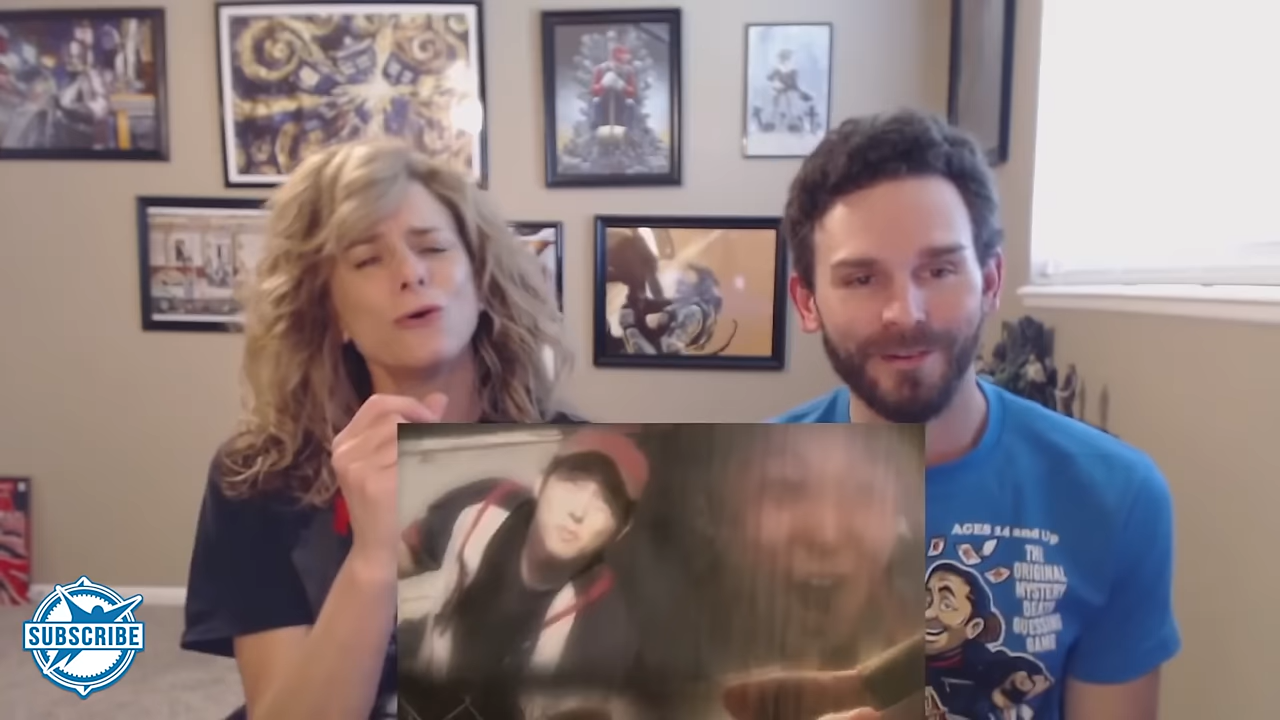 AGES 14 and Up
THE
ORIGINAL
MYSTERY
DEATH
GUESSING
GAME
SUBSCRIBE